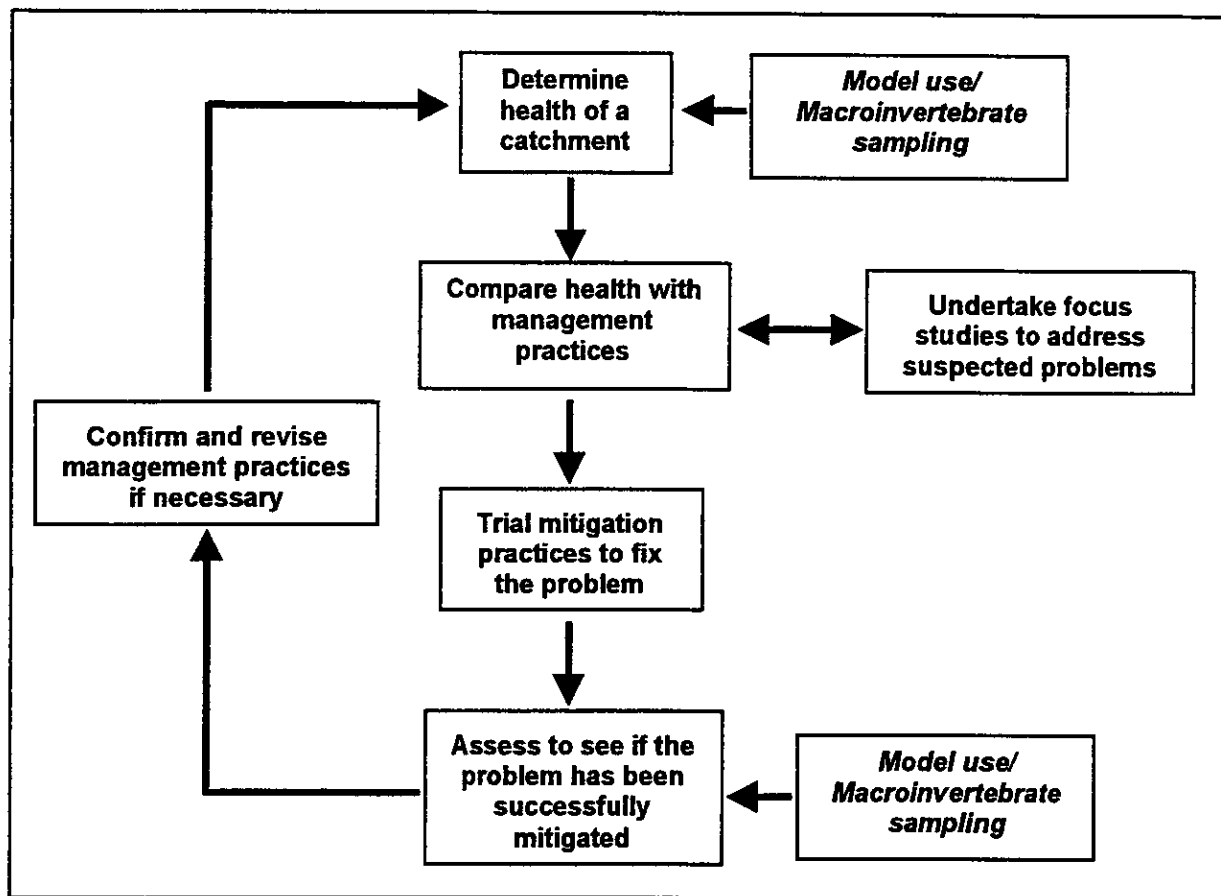 Determine
health of a
catchment
Model use/
Macroinvertebrate
sampling
Compare health with
management
practices
Undertake focus
studies to address
suspected problems
Confirm and revise
management practices
if necessary
Trial mitigation
practices to fix
the problem
Assess to see if the
problem has been
successfully
mitigated
Model use/
Macroinvertebrate
sampling